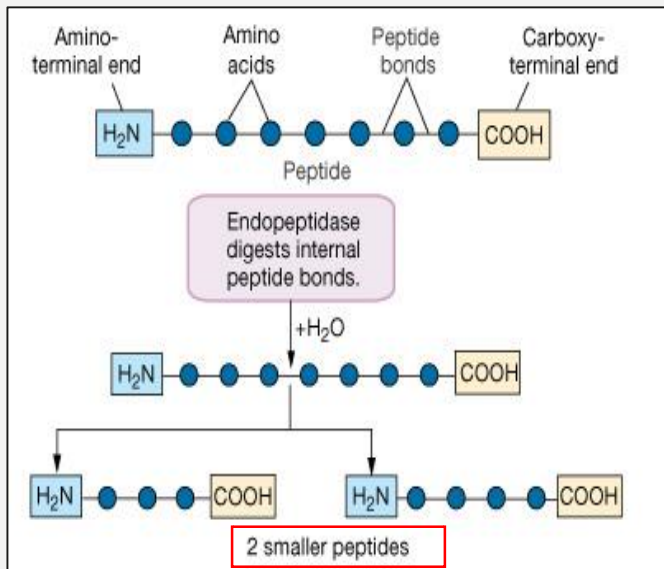 Amino-
terminal end
Amino
acids
Peptide
bonds
Carboxy-
terminal end
H₂N
COOH
Peptide
Endopeptidase
digests internal
peptide bonds.
+H₂O
H₂N
COOH
H₂N
COOH
H₂N
COOH
2 smaller peptides